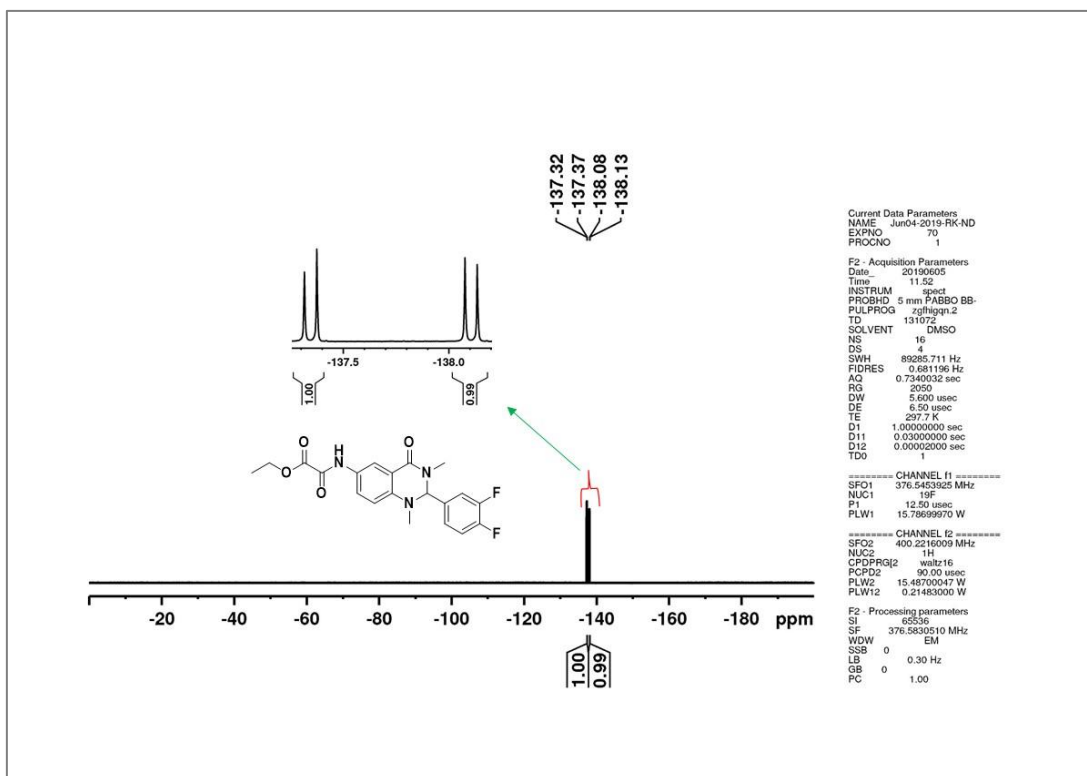 -137.32
-137.37
-138.08
-138.13
-137.5 -138.0
1.00 0.99
O O H N O N N O O F F
-20 -40 -60 -80 -100 -120 -140 -160 -180 ppm
1.00 0.99
Current Data Parameters
NAME Jun04-2019-RK-ND
EXPNO 70
PROCNO 1
F2 - Acquisition Parameters
Date_ 20190605
Time 11.52
INSTRUM spect
PROBHD 5 mm PABBO BB-
PULPROG zgfhigqn.2
TD 131072
SOLVENT DMSO
NS 16
DS 4
SWH 89285.711 Hz
FIDRES 0.681196 Hz
AQ 0.7340032 sec
RG 2050
DW 5.600 usec
DE 6.50 usec
TE 297.7 K
D1 1.00000000 sec
D11 0.03000000 sec
D12 0.00002000 sec
TD0 1
======== CHANNEL f1 ========
SFO1 376.5453925 MHz
NUC1 19F
P1 12.50 usec
PLW1 15.78699970 W
======== CHANNEL f2 ========
SFO2 400.2216009 MHz
NUC2 1H
CPDPRG[2 waltz16
PCPD2 90.00 usec
PLW2 15.48700047 W
PLW12 0.21483000 W
F2 - Processing parameters
SI 65536
SF 376.5830510 MHz
WDW EM
SSB 0
LB 0.30 Hz
GB 0
PC 1.00